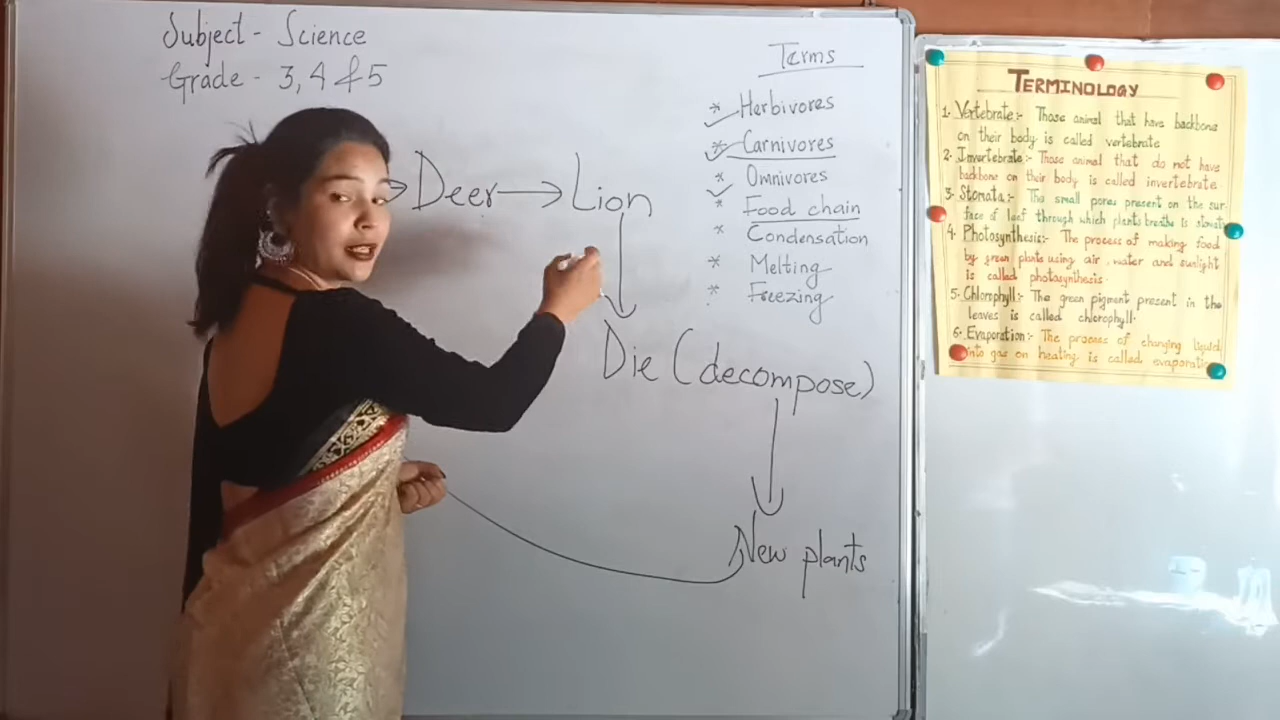 Subject - Science
Grade - 3, 4 & 5
Deer → Lion
Die (decompose)
New plants
Terms
* Herbivores
* Carnivores
* Omnivores
* Food chain
* Condensation
* Melting
* Freezing
TERMINOLOGY
1. Vertebrate:- Those animal that have backbone
on their body is called vertebrate
2. Invertebrate:- Those animal that do not have
backbone on their body is called invertebrate.
3. Stomata:- The small pores present on the sur
face of leaf through which plants breathe is stomata
4. Photosynthesis:- The process of making food
by green plants using air, water and sunlight
is called photosynthesis.
5. Chlorophyll:- The green pigment present in the
leaves is called chlorophyll.
6. Evaporation:- The process of changing liquid
into gas on heating is called evaporation